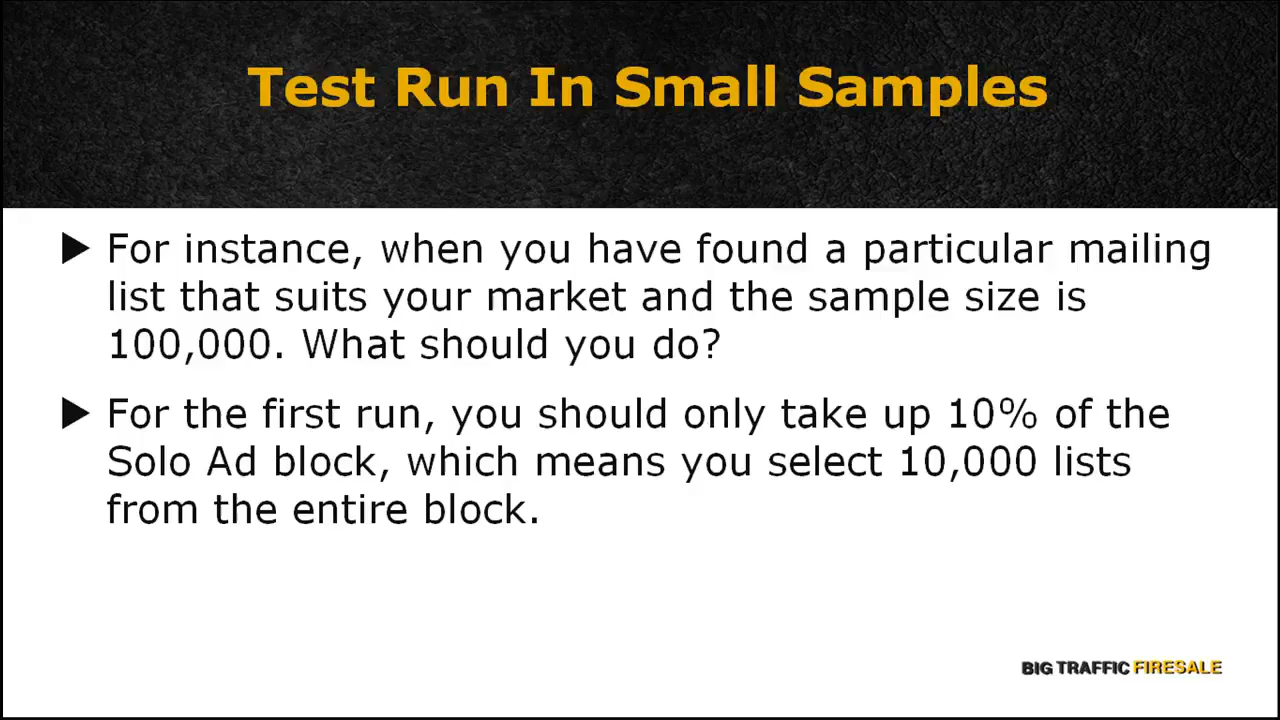 Test Run In Small Samples
▶ For instance, when you have found a particular mailing
list that suits your market and the sample size is
100,000. What should you do?
▶ For the first run, you should only take up 10% of the
Solo Ad block, which means you select 10,000 lists
from the entire block.
BIG TRAFFIC FIRESALE